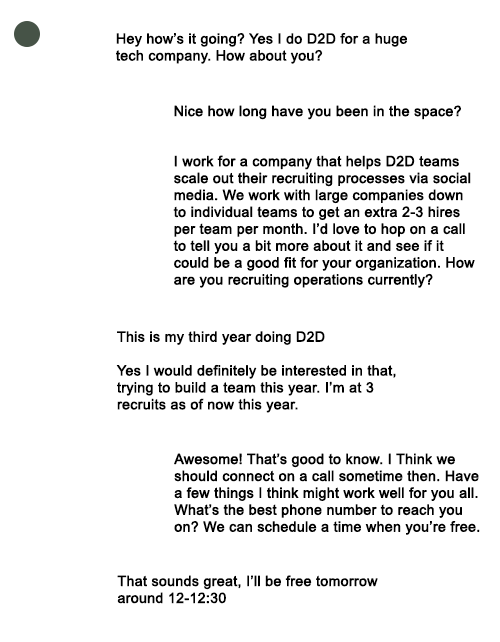 Hey how's it going? Yes I do D2D for a huge
tech company. How about you?
Nice how long have you been in the space?
I work for a company that helps D2D teams
scale out their recruiting processes via social
media. We work with large companies down
to individual teams to get an extra 2-3 hires
per team per month. I'd love to hop on a call
to tell you a bit more about it and see if it
could be a good fit for your organization. How
are you recruiting operations currently?
This is my third year doing D2D
Yes I would definitely be interested in that,
trying to build a team this year. I'm at 3
recruits as of now this year.
Awesome! That's good to know. I Think we
should connect on a call sometime then. Have
a few things I think might work well for you all.
What's the best phone number to reach you
on? We can schedule a time when you're free.
That sounds great, I'll be free tomorrow
around 12-12:30